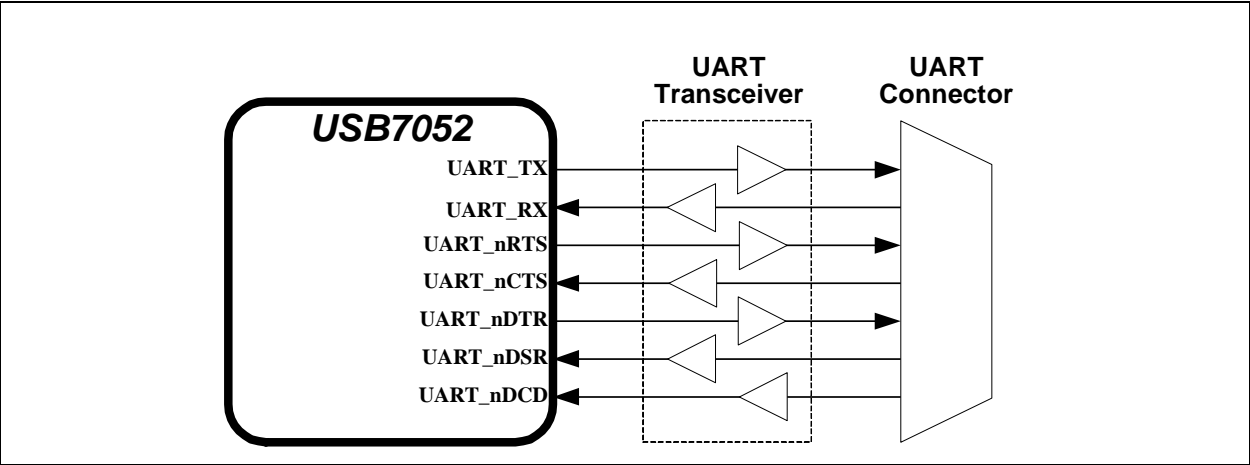 UART
Transceiver
UART
Connector
USB7052
UART_TX
UART_RX
UART_nRTS
UART_nCTS
UART_nDTR
UART_nDSR
UART_nDCD